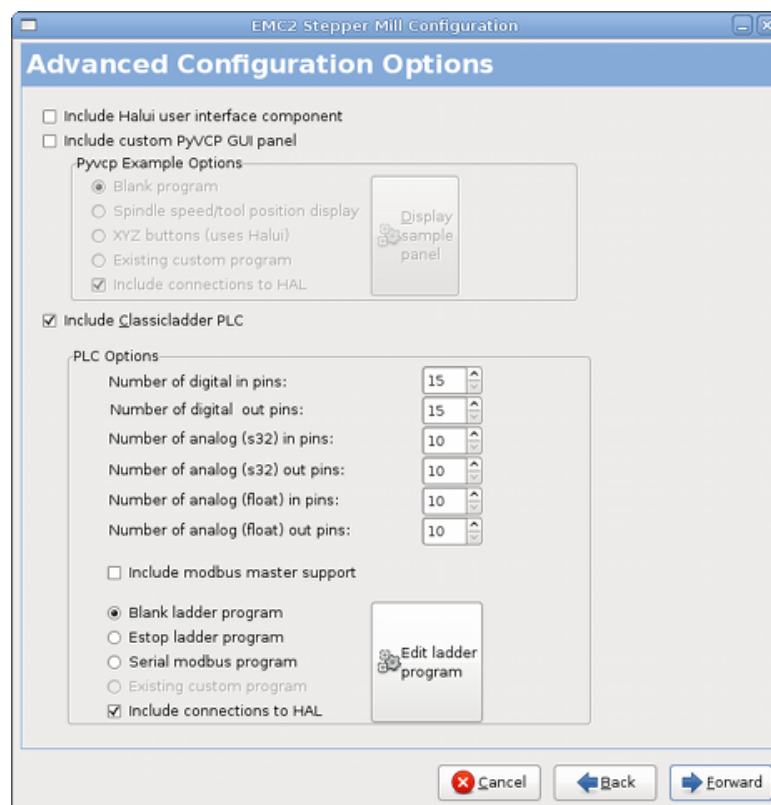 EMC2 Stepper Mill Configuration
Advanced Configuration Options
Include Halui user interface component
Include custom PyVCP GUI panel
Pyvcp Example Options
Blank program
Spindle speed/tool position display
XYZ buttons (uses Halui)
Existing custom program
Include connections to HAL
Display
sample
panel
Include Classicladder PLC
PLC Options
Number of digital in pins: 15
Number of digital out pins: 15
Number of analog (s32) in pins: 10
Number of analog (s32) out pins: 10
Number of analog (float) in pins: 10
Number of analog (float) out pins: 10
Include modbus master support
Blank ladder program
Estop ladder program
Serial modbus program
Existing custom program
Include connections to HAL
Edit ladder
program
Cancel Back Forward